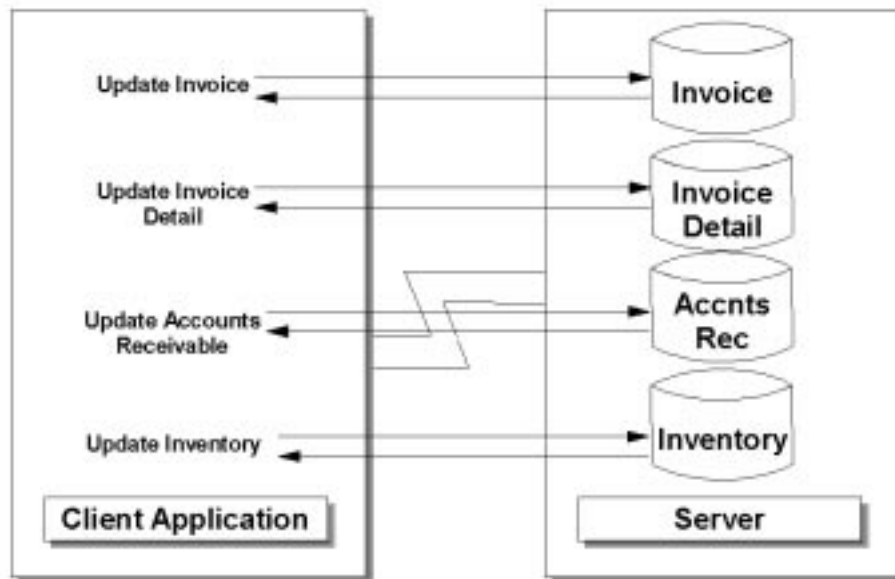 Update Invoice
Invoice
Update Invoice
Detail
Invoice
Detail
Update Accounts
Receivable
Accnts
Rec
Update Inventory
Inventory
Client Application
Server